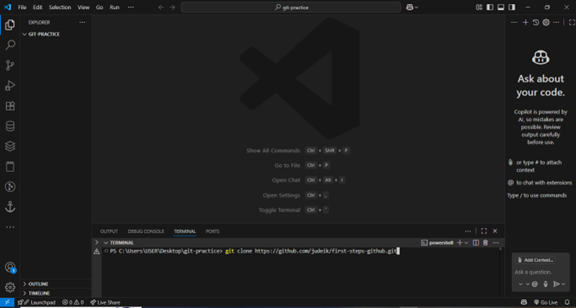 File Edit Selection View Go Run ···
git-practice
EXPLORER ···
GIT-PRACTICE
Show All Commands Ctrl + Shift + P
Go to File Ctrl + P
Open Chat Ctrl + Alt + I
Open Settings Ctrl + ,
Toggle Terminal Ctrl + `
Ask about
your code.
Copilot is powered by
AI, so mistakes are
possible. Review
output carefully
before use.
or type # to attach
context
@ to chat with extensions
Type / to use commands
OUTPUT DEBUG CONSOLE TERMINAL PORTS
TERMINAL
powershell
PS C:\Users\USER\Desktop\git-practice> git clone https://github.com/judeik/first-steps-github.git
Add Context...
Ask a question.
OUTLINE
TIMELINE
Launchpad 0 0 Live Share
Go Live